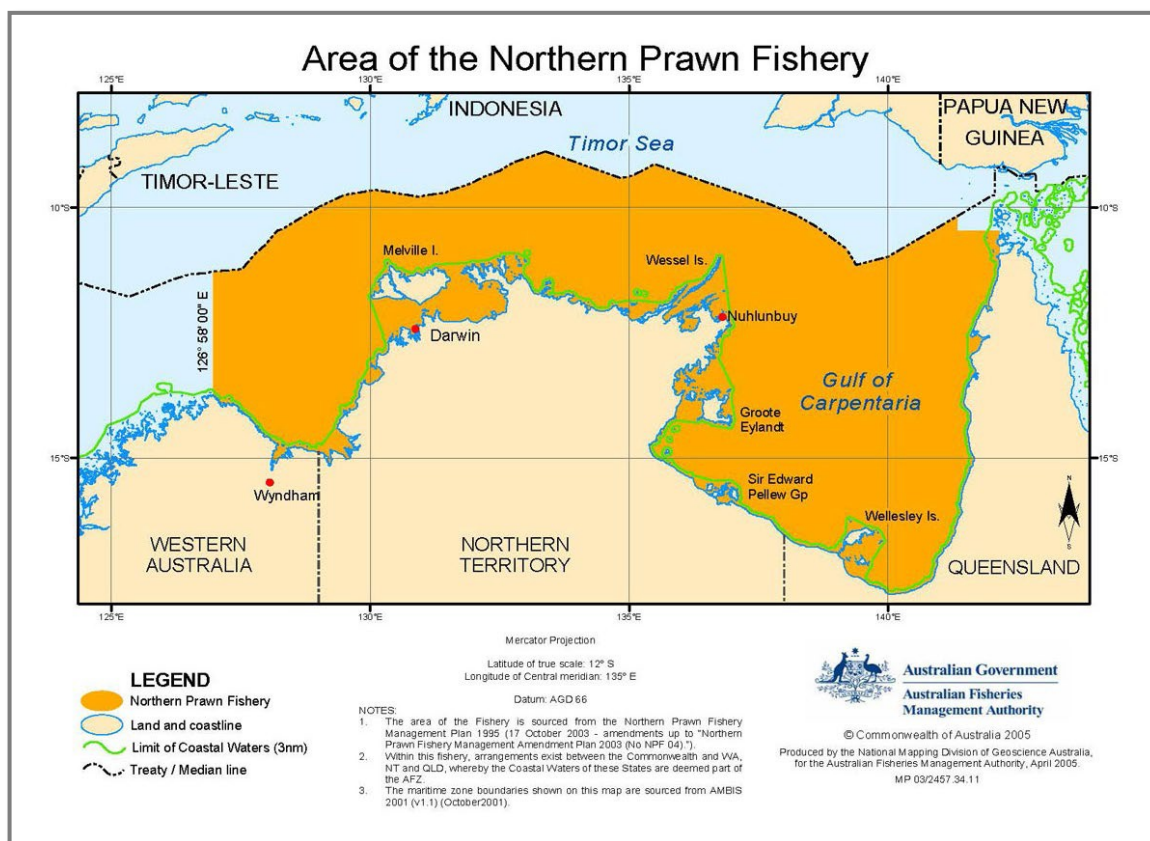 Area of the Northern Prawn Fishery
125°E 130°E 135°E 140°E
INDONESIA
PAPUA NEW
GUINEA
Timor Sea
TIMOR-LESTE
10°S 10°S
Melville I.
Wessel Is.
126° 58' 00" E
Nuhlunbuy
Darwin
Gulf of
Carpentaria
Groote
Eylandt
15°S 15°S
Sir Edward
Pellew Gp
Wyndham
Wellesley Is.
N
S
WESTERN
AUSTRALIA
NORTHERN
TERRITORY
QUEENSLAND
125°E 130°E 135°E 140°E
LEGEND
Northern Prawn Fishery
Land and coastline
Limit of Coastal Waters (3nm)
Treaty / Median line
Mercator Projection
Latitude of true scale: 12° S
Longitude of Central meridian: 135° E
Datum: AGD 66
NOTES:
1. The area of the Fishery is sourced from the Northern Prawn Fishery
Management Plan 1995 (17 October 2003 - amendments up to "Northern
Prawn Fishery Management Amendment Plan 2003 (No NPF 04).").
2. Within this fishery, arrangements exist between the Commonwealth and WA,
NT and QLD, whereby the Coastal Waters of these States are deemed part of
the AFZ.
3. The maritime zone boundaries shown on this map are sourced from AMBIS
2001 (v1.1) (October2001).
Australian Government
Australian Fisheries
Management Authority
© Commonwealth of Australia 2005
Produced by the National Mapping Division of Geoscience Australia,
for the Australian Fisheries Management Authority, April 2005.
MP 03/2457.34.11